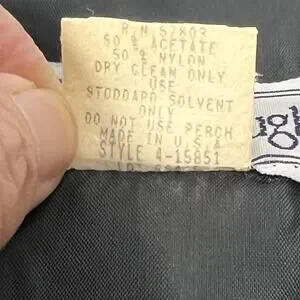 R N 57803
50 % ACETATE
50 % NYLON
DRY CLEAN ONLY
USE
STODDARD SOLVENT
ONLY
DO NOT USE PERCH
MADE IN U S A
STYLE 4-15851